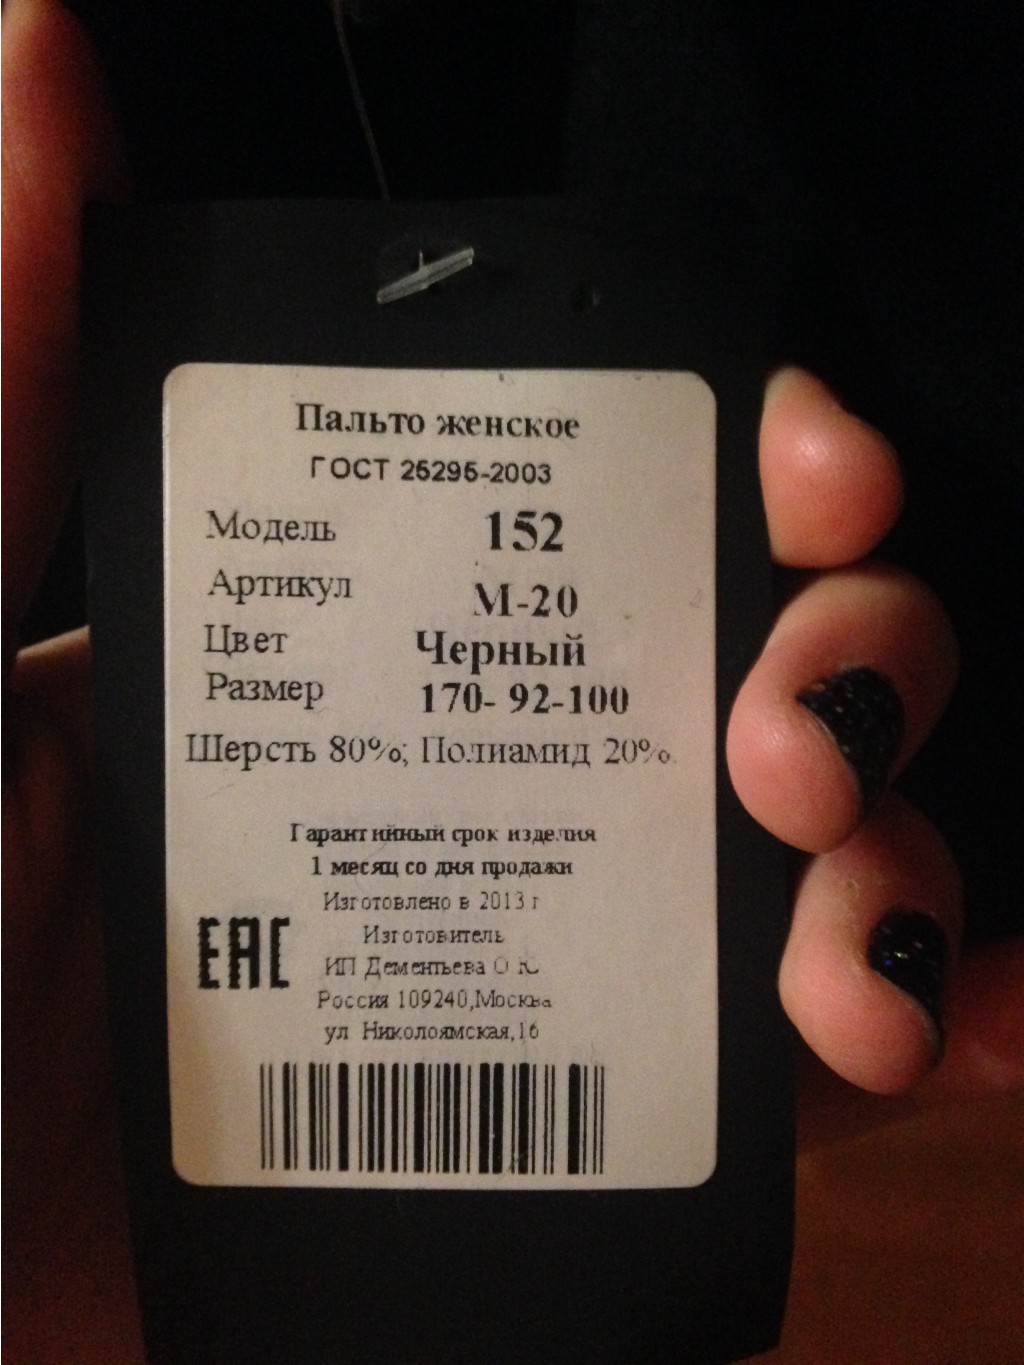 Пальто женское
ГОСТ 25295-2003
Модель 152
Артикул М-20
Цвет Черный
Размер 170- 92-100
Шерсть 80%; Полиамид 20%.
Гарантийный срок изделия
1 месяц со дня продажи
Изготовлено в 2013 г
Изготовитель
ИП Дементьева О Ю
Россия 109240,Москва
ул Николоямская,16
EAC